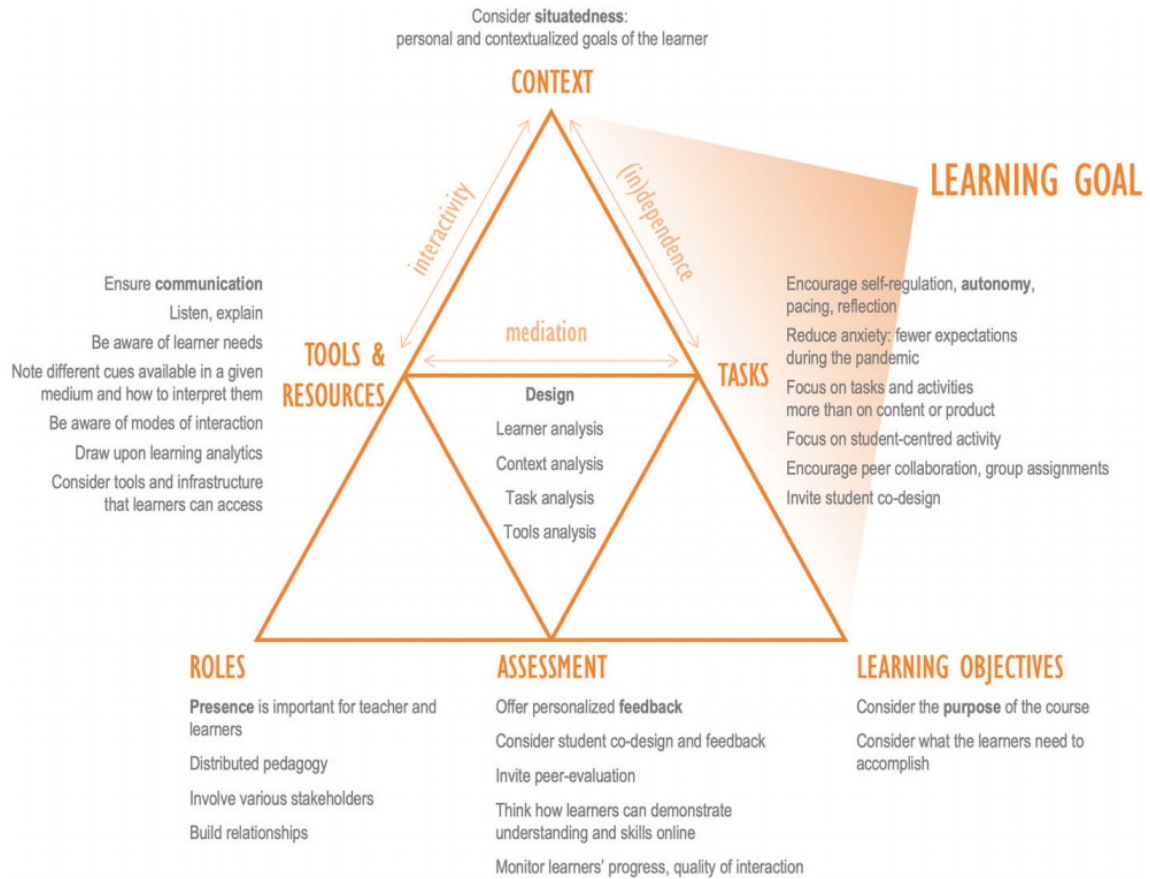 Consider situatedness:
personal and contextualized goals of the learner
CONTEXT
LEARNING GOAL
interactivity
(in)dependence
mediation
Ensure communication
Listen, explain
Be aware of learner needs
Note different cues available in a given
medium and how to interpret them
Be aware of modes of interaction
Draw upon learning analytics
Consider tools and infrastructure
that learners can access
TOOLS &
RESOURCES
Design
Learner analysis
Context analysis
Task analysis
Tools analysis
TASKS
Encourage self-regulation, autonomy,
pacing, reflection
Reduce anxiety: fewer expectations
during the pandemic
Focus on tasks and activities
more than on content or product
Focus on student-centred activity
Encourage peer collaboration, group assignments
Invite student co-design
ROLES
Presence is important for teacher and
learners
Distributed pedagogy
Involve various stakeholders
Build relationships
ASSESSMENT
Offer personalized feedback
Consider student co-design and feedback
Invite peer-evaluation
Think how learners can demonstrate
understanding and skills online
Monitor learners' progress, quality of interaction
LEARNING OBJECTIVES
Consider the purpose of the course
Consider what the learners need to
accomplish